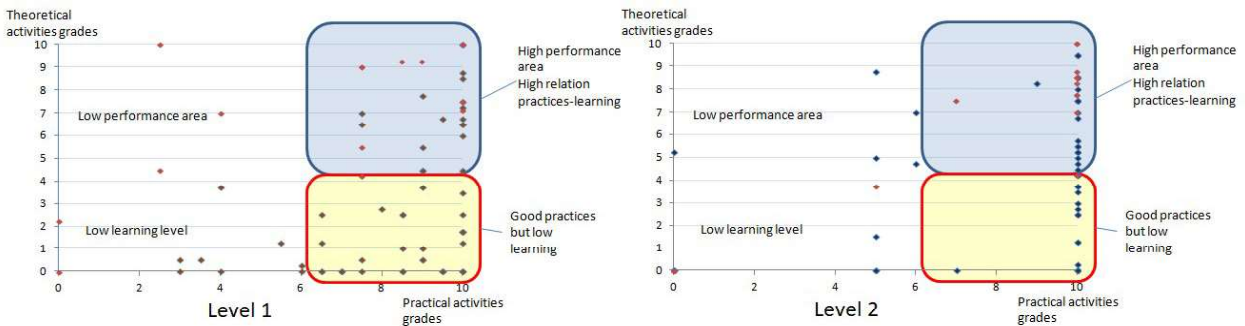 Theoretical
activities grades
10
9
8
7
6
5
4
3
2
1
0
0
2
4
6
8
10
Low performance area
Low learning level
High performance
area
High relation
practices-learning
Good practices
but low
learning
Practical activities
grades
Level 1
Theoretical
activities grades
10
9
8
7
6
5
4
3
2
1
0
0
2
4
6
8
10
Low performance area
Low learning level
High performance
area
High relation
practices-learning
Good practices
but low
learning
Practical activities
grades
Level 2